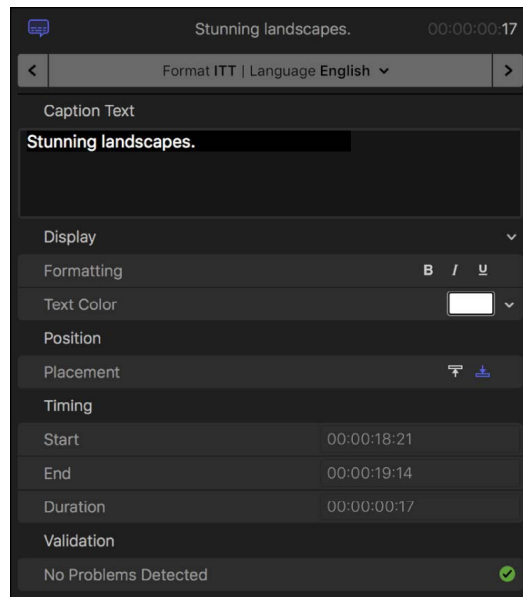 Stunning landscapes. 00:00:00:17
Format ITT | Language English
Caption Text
Stunning landscapes.
Display
Formatting B I U
Text Color
Position
Placement
Timing
Start 00:00:18:21
End 00:00:19:14
Duration 00:00:00:17
Validation
No Problems Detected